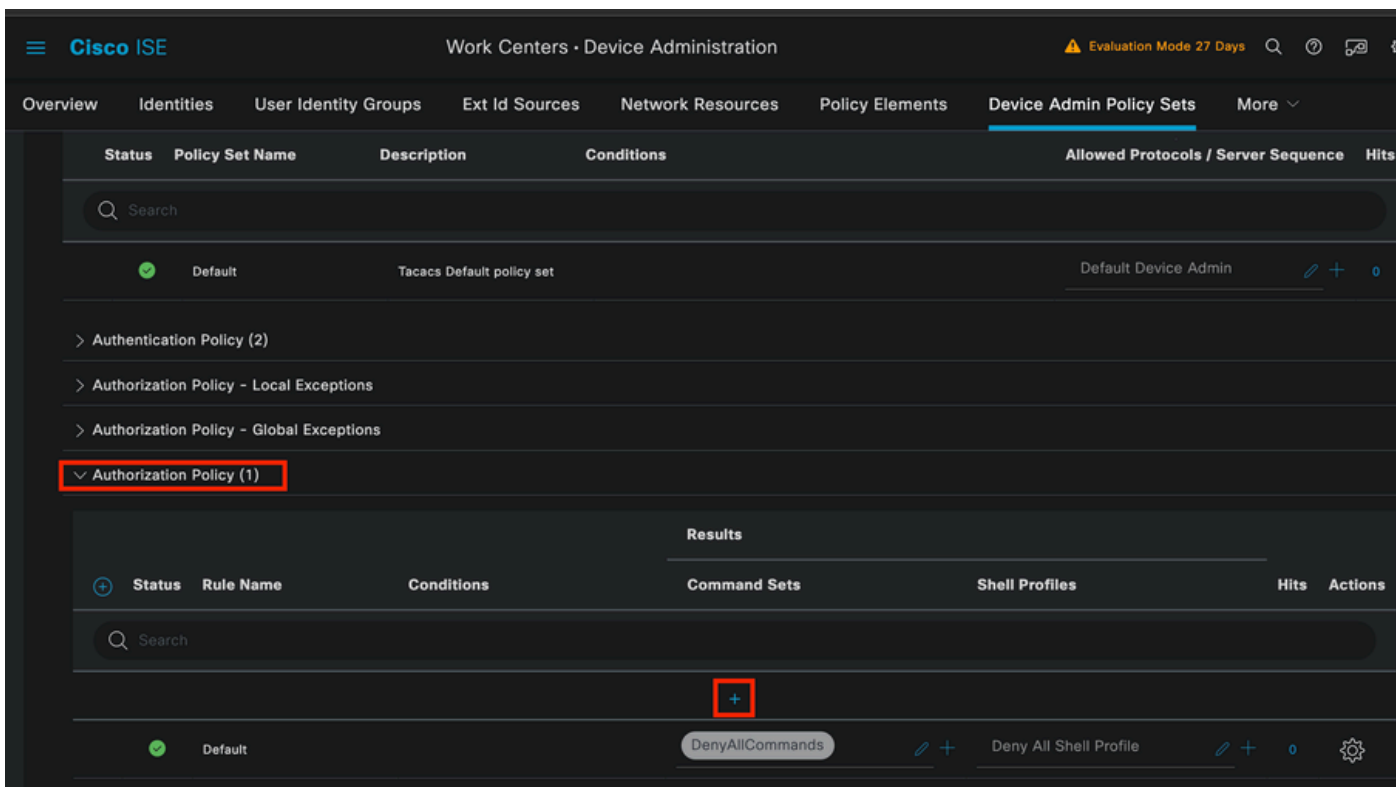 Cisco ISE Work Centers · Device Administration Evaluation Mode 27 Days
Overview Identities User Identity Groups Ext Id Sources Network Resources Policy Elements Device Admin Policy Sets More
Status Policy Set Name Description Conditions Allowed Protocols / Server Sequence Hits
Search
Default Tacacs Default policy set Default Device Admin 0
Authentication Policy (2)
Authorization Policy - Local Exceptions
Authorization Policy - Global Exceptions
Authorization Policy (1)
Results
Status Rule Name Conditions Command Sets Shell Profiles Hits Actions
Search
+
Default DenyAllCommands + Deny All Shell Profile + 0